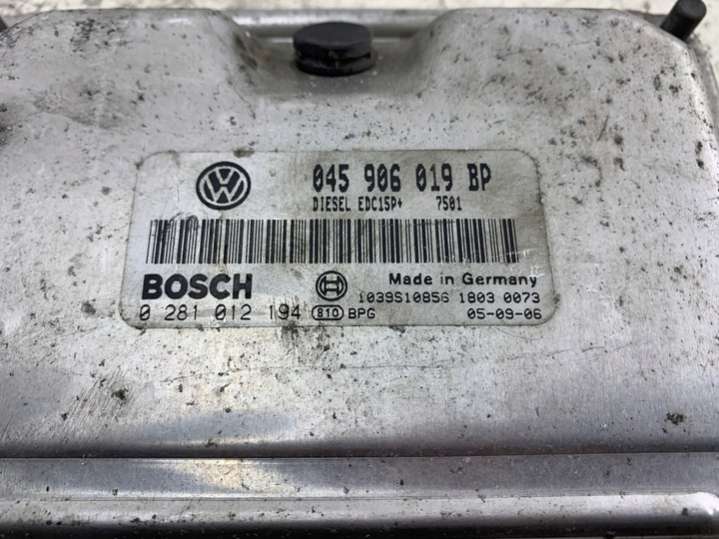 045 906 019 BP
DIESEL EDC15P+ 7501
BOSCH Made in Germany
1039S10856 1803 0073
0 281 012 194 810 BPG 05-09-06